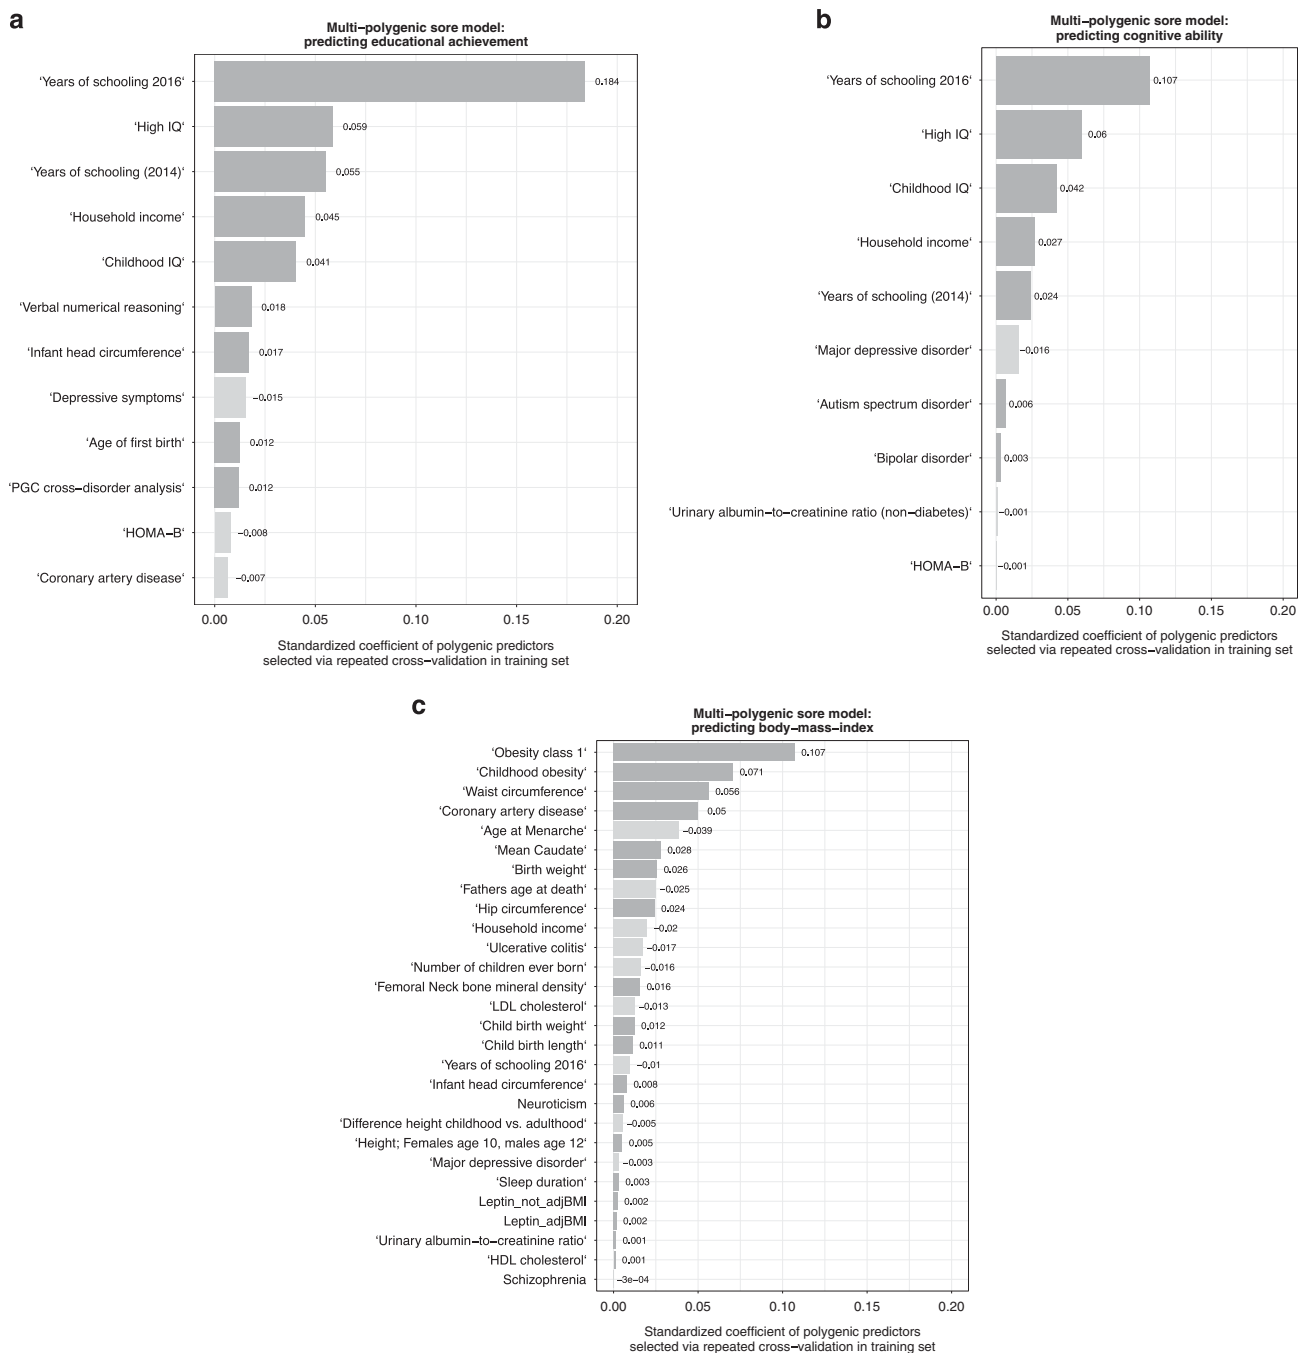 a
Multi−polygenic sore model:
predicting educational achievement
‘Years of schooling 2016‘ 0.184
‘High IQ‘ 0.059
‘Years of schooling (2014)‘ 0.055
‘Household income‘ 0.045
‘Childhood IQ‘ 0.041
‘Verbal numerical reasoning‘ 0.018
‘Infant head circumference‘ 0.017
‘Depressive symptoms‘ −0.015
‘Age of first birth‘ 0.012
‘PGC cross−disorder analysis‘ 0.012
‘HOMA−B‘ −0.008
‘Coronary artery disease‘ −0.007
0.00 0.05 0.10 0.15 0.20
Standardized coefficient of polygenic predictors
selected via repeated cross−validation in training set
b
Multi−polygenic sore model:
predicting cognitive ability
‘Years of schooling 2016‘ 0.107
‘High IQ‘ 0.06
‘Childhood IQ‘ 0.042
‘Household income‘ 0.027
‘Years of schooling (2014)‘ 0.024
‘Major depressive disorder‘ −0.016
‘Autism spectrum disorder‘ 0.006
‘Bipolar disorder‘ 0.003
‘Urinary albumin−to−creatinine ratio (non−diabetes)‘ −0.001
‘HOMA−B‘ −0.001
0.00 0.05 0.10 0.15 0.20
Standardized coefficient of polygenic predictors
selected via repeated cross−validation in training set
c
Multi−polygenic sore model:
predicting body−mass−index
‘Obesity class 1‘ 0.107
‘Childhood obesity‘ 0.071
‘Waist circumference‘ 0.056
‘Coronary artery disease‘ 0.05
‘Age at Menarche‘ −0.039
‘Mean Caudate‘ 0.028
‘Birth weight‘ 0.026
‘Fathers age at death‘ −0.025
‘Hip circumference‘ 0.024
‘Household income‘ −0.02
‘Ulcerative colitis‘ −0.017
‘Number of children ever born‘ −0.016
‘Femoral Neck bone mineral density‘ 0.016
‘LDL cholesterol‘ −0.013
‘Child birth weight‘ 0.012
‘Child birth length‘ 0.011
‘Years of schooling 2016‘ −0.01
‘Infant head circumference‘ 0.008
Neuroticism 0.006
‘Difference height childhood vs. adulthood‘ −0.005
‘Height; Females age 10, males age 12‘ 0.005
‘Major depressive disorder‘ −0.003
‘Sleep duration‘ 0.003
Leptin_not_adjBMI 0.002
Leptin_adjBMI 0.002
‘Urinary albumin−to−creatinine ratio‘ 0.001
‘HDL cholesterol‘ 0.001
Schizophrenia −3e−04
0.00 0.05 0.10 0.15 0.20
Standardized coefficient of polygenic predictors
selected via repeated cross−validation in training set